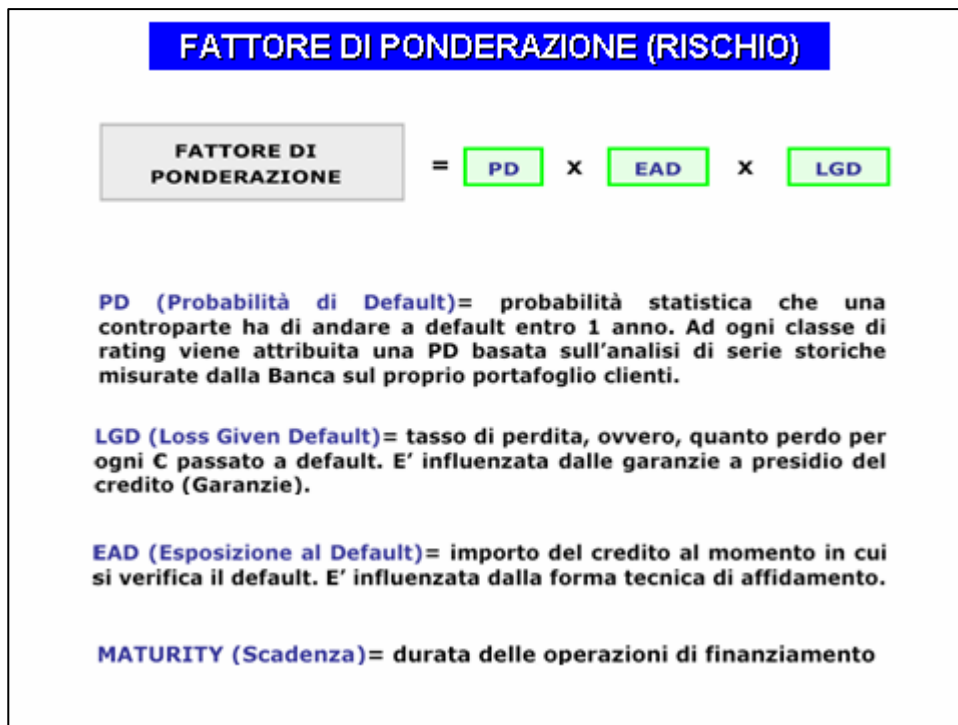 FATTORE DI PONDERAZIONE (RISCHIO)
FATTORE DI
PONDERAZIONE
= PD x EAD x LGD
PD (Probabilità di Default)= probabilità statistica che una
controparte ha di andare a default entro 1 anno. Ad ogni classe di
rating viene attribuita una PD basata sull'analisi di serie storiche
misurate dalla Banca sul proprio portafoglio clienti.
LGD (Loss Given Default)= tasso di perdita, ovvero, quanto perdo per
ogni € passato a default. E' influenzata dalle garanzie a presidio del
credito (Garanzie).
EAD (Esposizione al Default)= importo del credito al momento in cui
si verifica il default. E' influenzata dalla forma tecnica di affidamento.
MATURITY (Scadenza)= durata delle operazioni di finanziamento